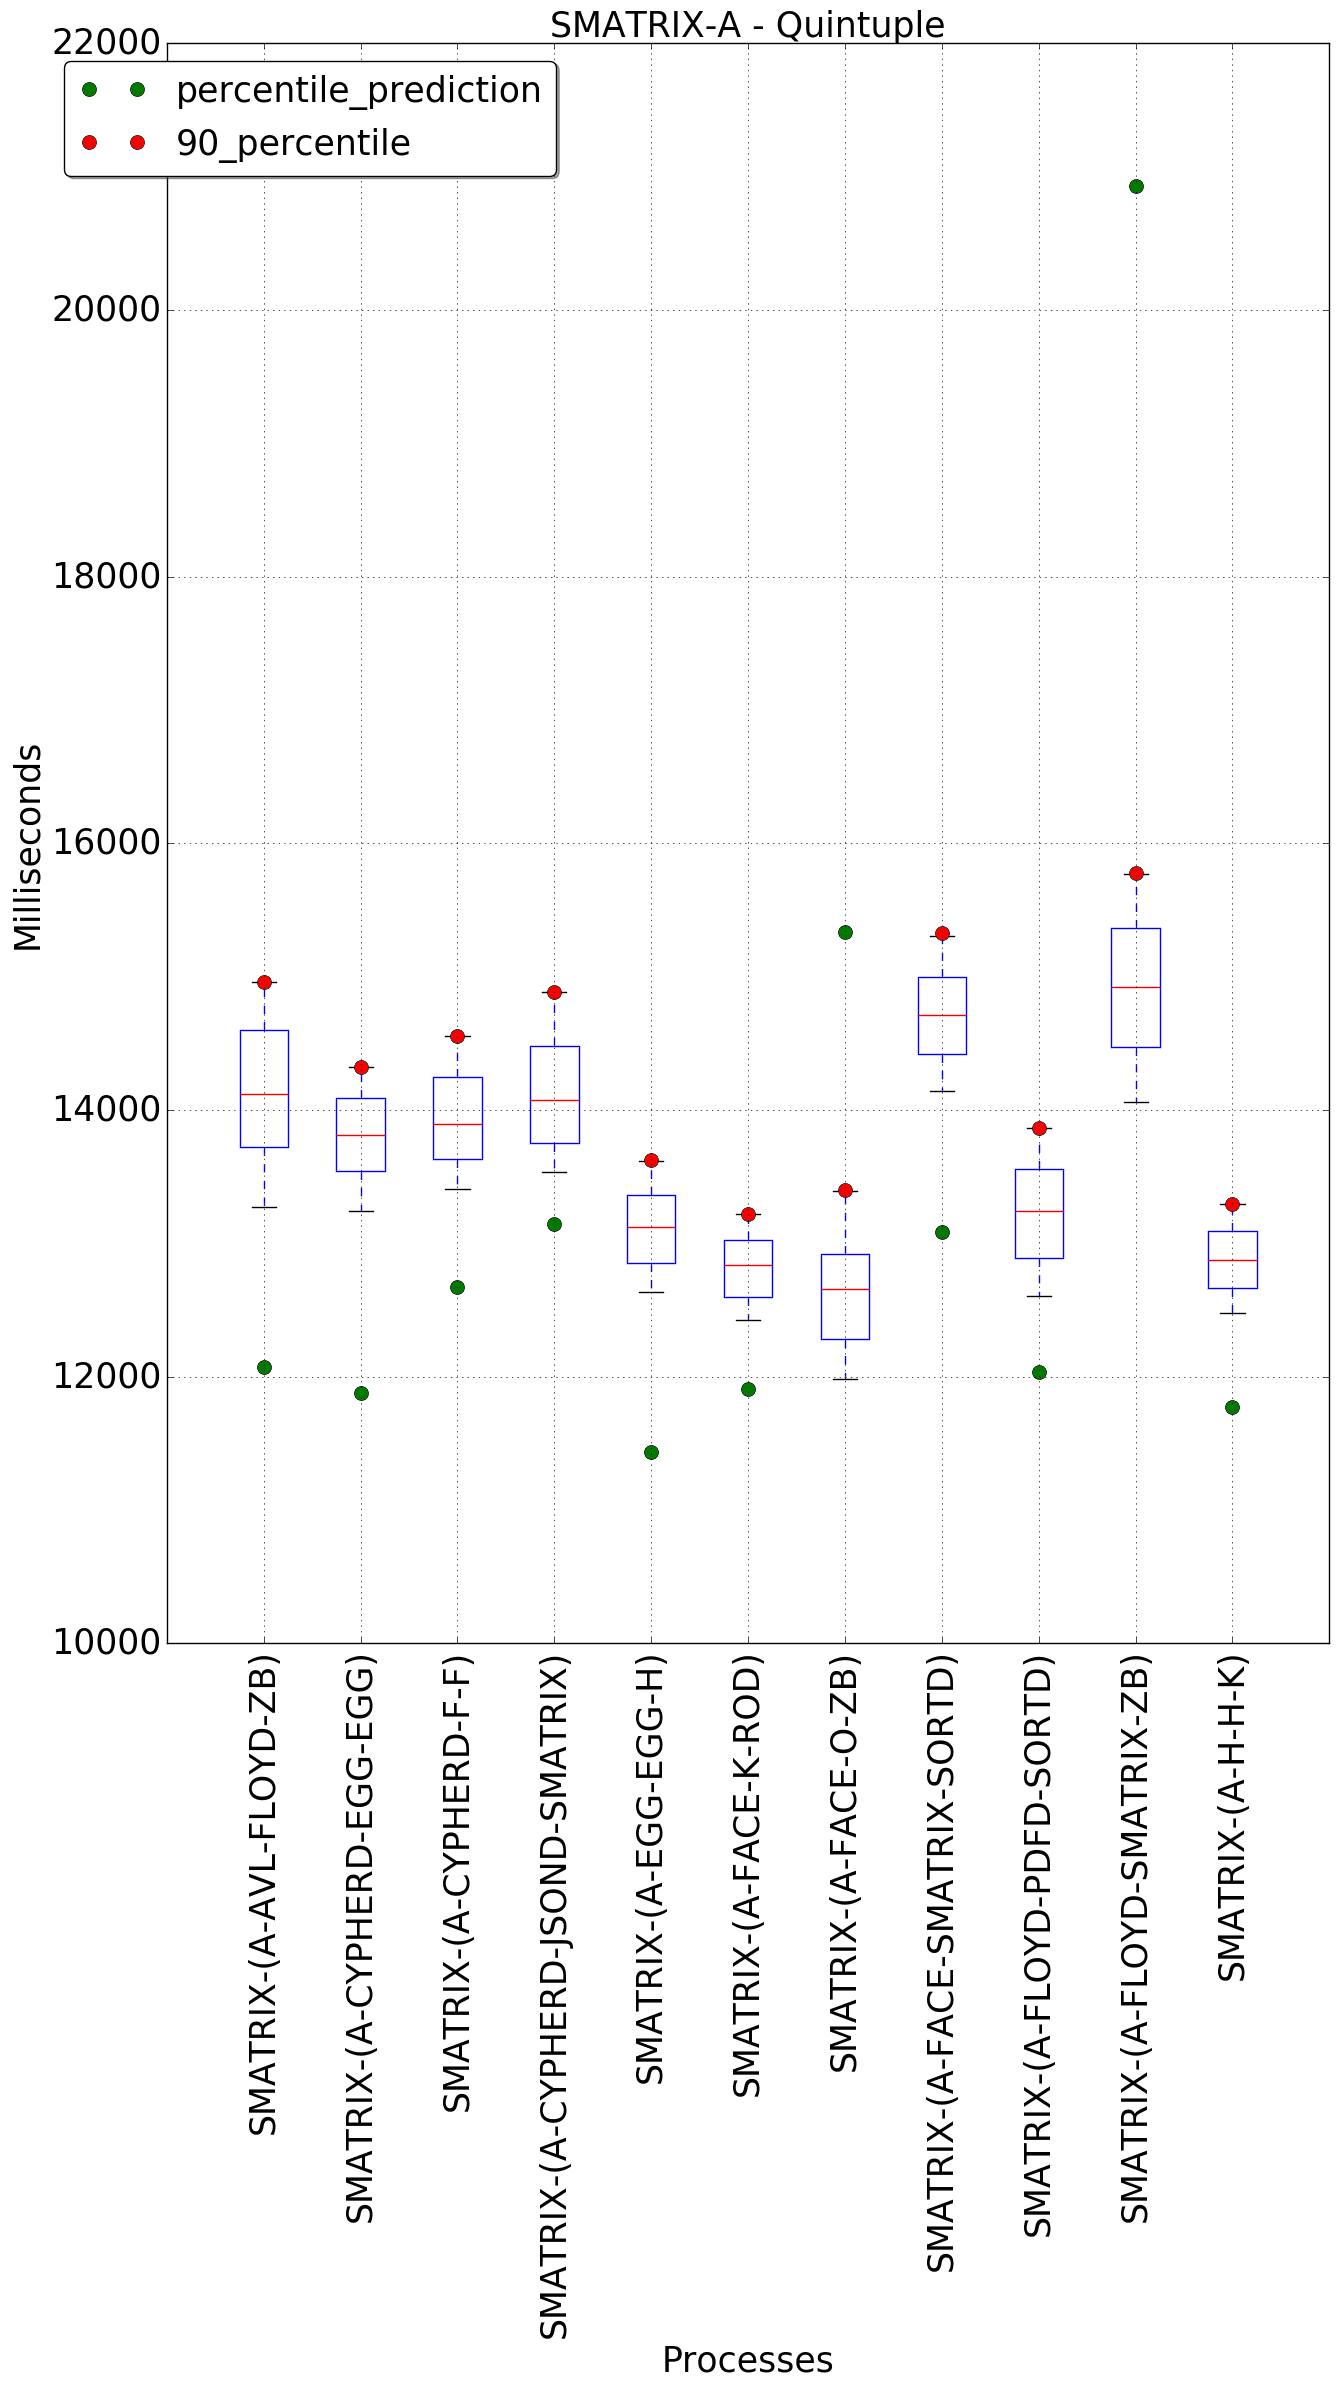 SMATRIX-A - Quintuple
percentile_prediction
90_percentile
22000
20000
18000
16000
14000
12000
10000
Milliseconds
SMATRIX-(A-AVL-FLOYD-ZB)
SMATRIX-(A-CYPHERD-EGG-EGG)
SMATRIX-(A-CYPHERD-F-F)
SMATRIX-(A-CYPHERD-JSOND-SMATRIX)
SMATRIX-(A-EGG-EGG-H)
SMATRIX-(A-FACE-K-ROD)
SMATRIX-(A-FACE-O-ZB)
SMATRIX-(A-FACE-SMATRIX-SORTD)
SMATRIX-(A-FLOYD-PDFD-SORTD)
SMATRIX-(A-FLOYD-SMATRIX-ZB)
SMATRIX-(A-H-H-K)
Processes